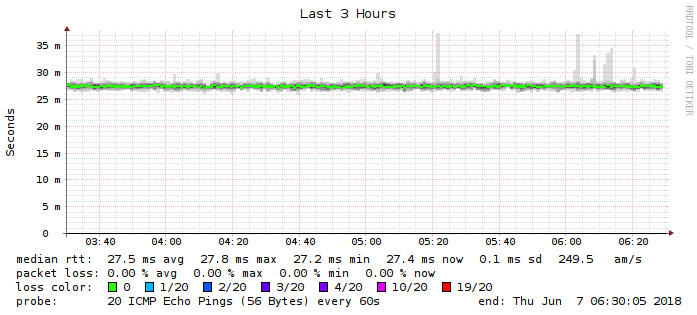 Last 3 Hours
RRDTOOL / TOBI OETIKER
Seconds
35 m
30 m
25 m
20 m
15 m
10 m
5 m
0
03:40 04:00 04:20 04:40 05:00 05:20 05:40 06:00 06:20
median rtt: 27.5 ms avg 27.8 ms max 27.2 ms min 27.4 ms now 0.1 ms sd 249.5 am/s
packet loss: 0.00 % avg 0.00 % max 0.00 % min 0.00 % now
loss color: 0 1/20 2/20 3/20 4/20 10/20 19/20
probe: 20 ICMP Echo Pings (56 Bytes) every 60s end: Thu Jun 7 06:30:05 2018